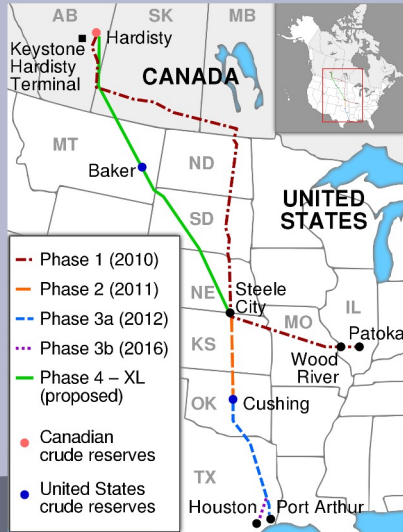 AB
SK
MB
Hardisty
Keystone
Hardisty
Terminal
CANADA
MT
ND
Baker
UNITED
STATES
SD
Phase 1 (2010)
Phase 2 (2011)
Phase 3a (2012)
Phase 3b (2016)
Phase 4 – XL
(proposed)
Canadian
crude reserves
United States
crude reserves
NE
Steele
City
IL
MO
Patoka
KS
Wood
River
OK
Cushing
TX
Houston
Port Arthur